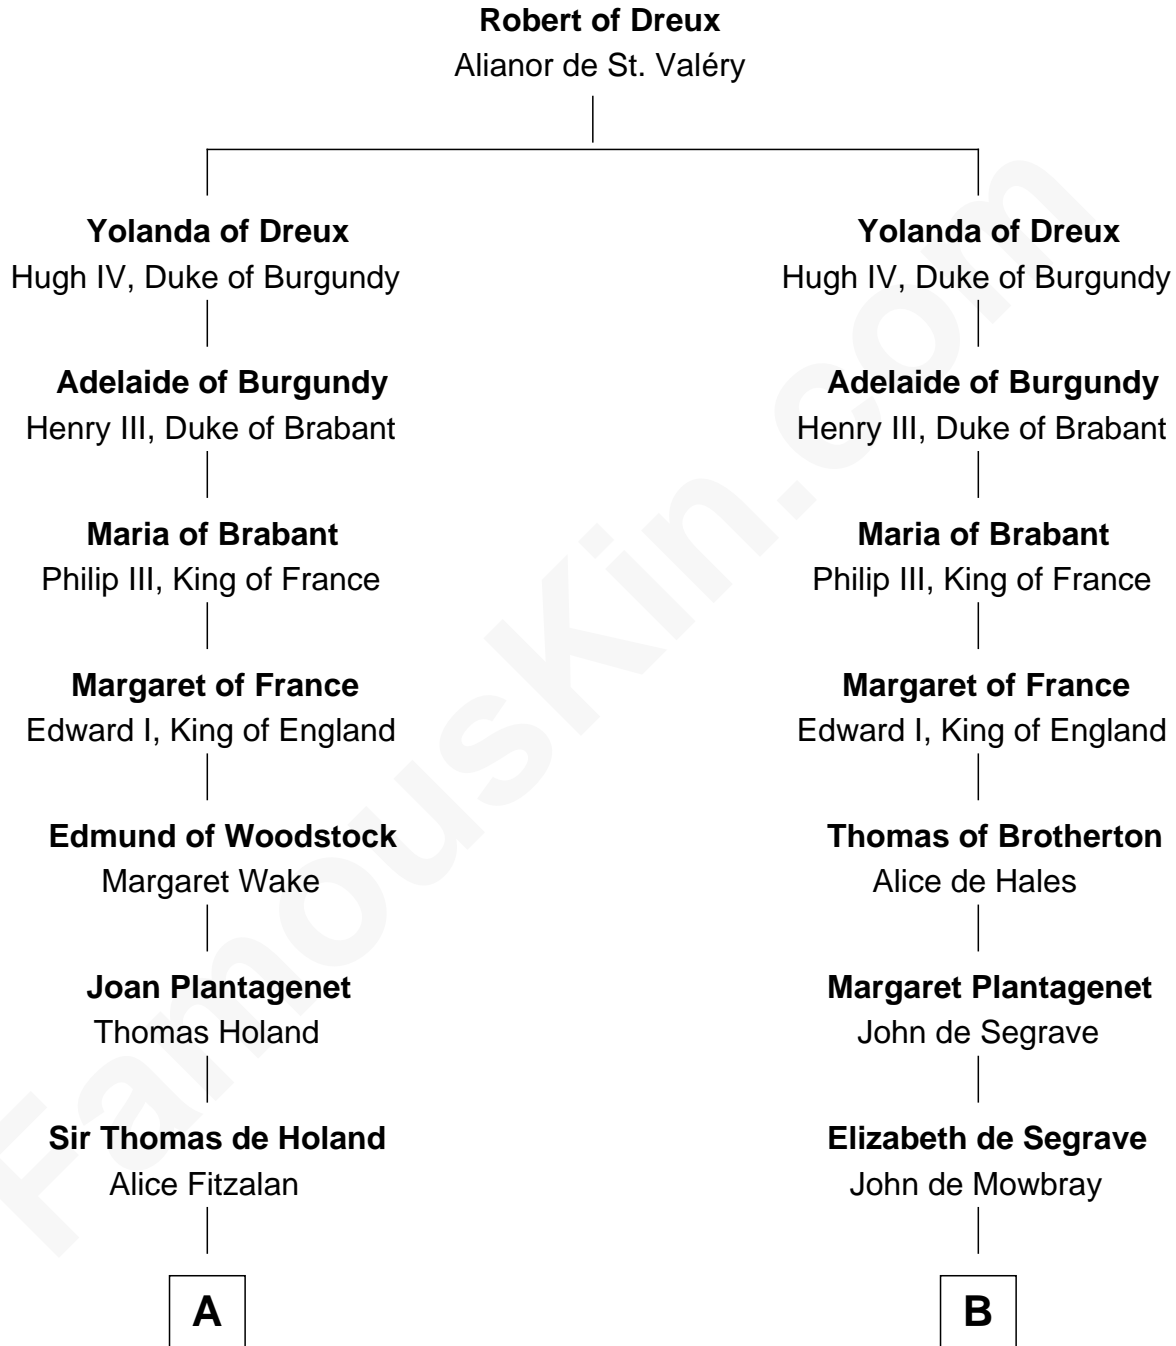 Robert of Dreux
Alianor de St. Valéry
Yolanda of Dreux
Hugh IV, Duke of Burgundy
Adelaide of Burgundy
Henry III, Duke of Brabant
Maria of Brabant
Philip III, King of France
Margaret of France
Edward I, King of England
Edmund of Woodstock
Margaret Wake
Joan Plantagenet
Thomas Holand
Sir Thomas de Holand
Alice Fitzalan
A
Yolanda of Dreux
Hugh IV, Duke of Burgundy
Adelaide of Burgundy
Henry III, Duke of Brabant
Maria of Brabant
Philip III, King of France
Margaret of France
Edward I, King of England
Thomas of Brotherton
Alice de Hales
Margaret Plantagenet
John de Segrave
Elizabeth de Segrave
John de Mowbray
B
FamousKin.com